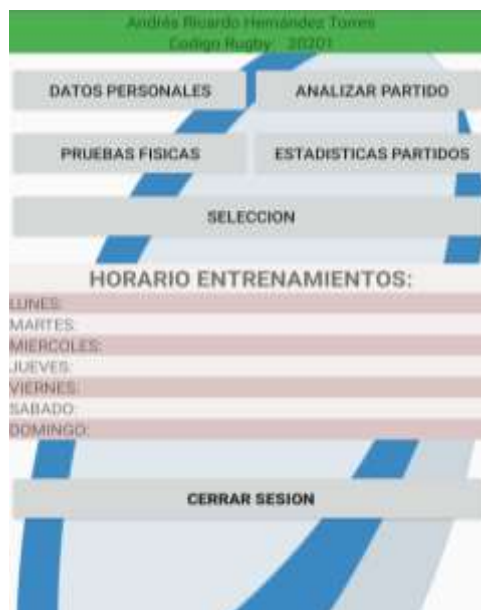 Andrés Ricardo Hernández Torres
Codigo Rugby: 20201
DATOS PERSONALES ANALIZAR PARTIDO
PRUEBAS FISICAS ESTADISTICAS PARTIDOS
SELECCION
HORARIO ENTRENAMIENTOS:
LUNES:
MARTES:
MIERCOLES:
JUEVES:
VIERNES:
SABADO:
DOMINGO:
CERRAR SESION